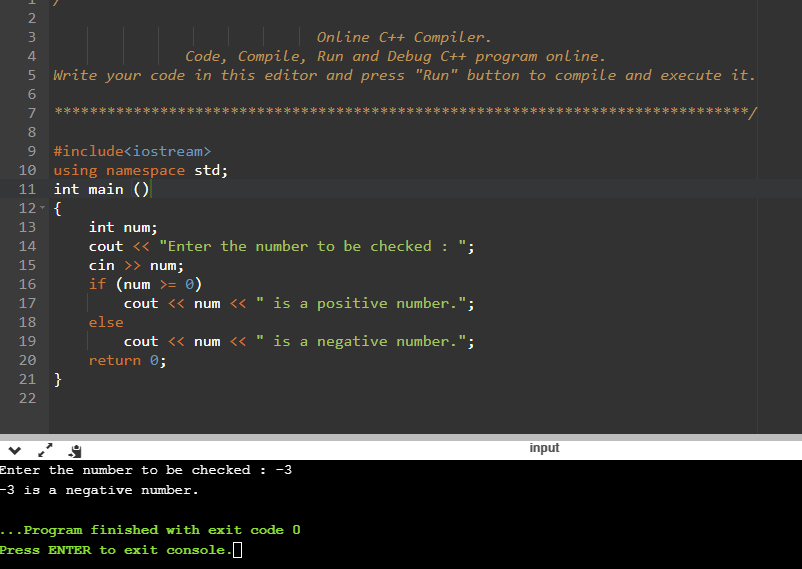 1 /
2
3 Online C++ Compiler.
4 Code, Compile, Run and Debug C++ program online.
5 Write your code in this editor and press "Run" button to compile and execute it.
6
7 *******************************************************************************/
8
9 #include<iostream>
10 using namespace std;
11 int main ()
12 {
13     int num;
14     cout << "Enter the number to be checked : ";
15     cin >> num;
16     if (num >= 0)
17         cout << num << " is a positive number.";
18     else
19         cout << num << " is a negative number.";
20     return 0;
21 }
22
input
Enter the number to be checked : -3
-3 is a negative number.
...Program finished with exit code 0
Press ENTER to exit console.